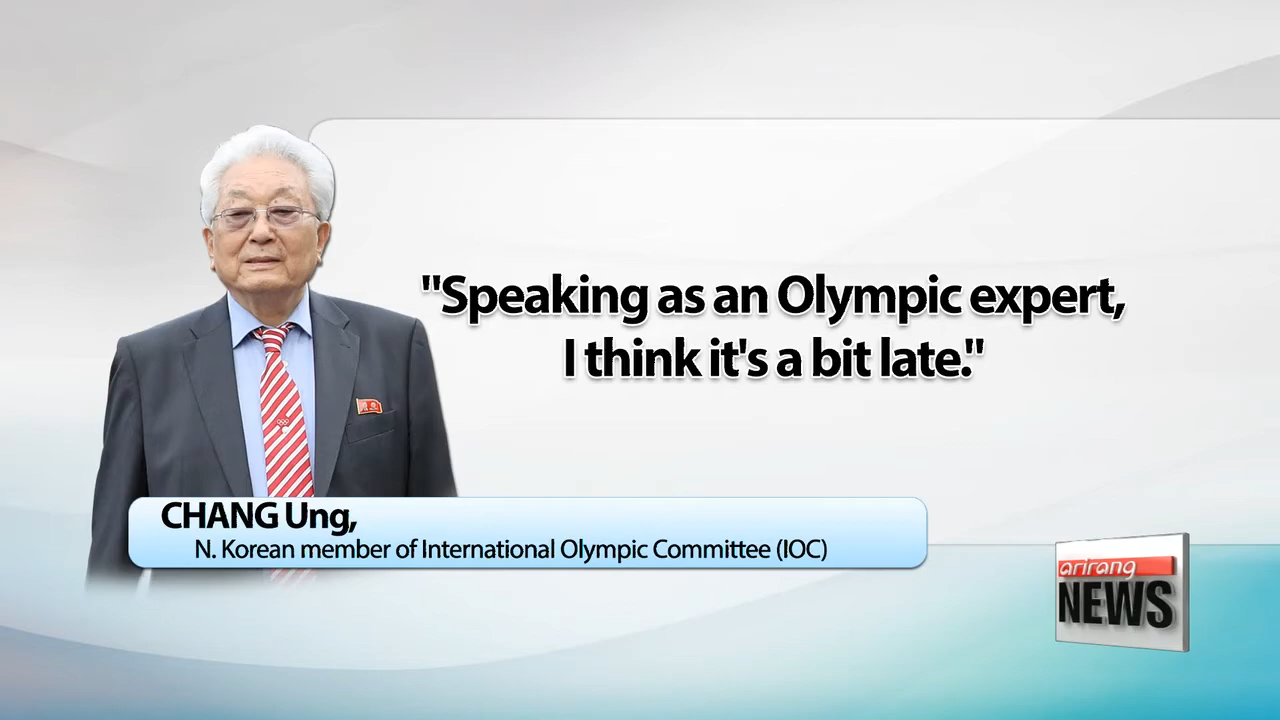 "Speaking as an Olympic expert,
I think it's a bit late."
CHANG Ung,
N. Korean member of International Olympic Committee (IOC)
arirang
NEWS